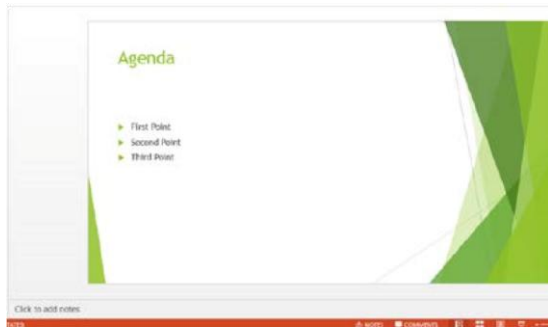 Agenda
First Point
Second Point
Third Point
Click to add notes
NOTES
COMMENTS